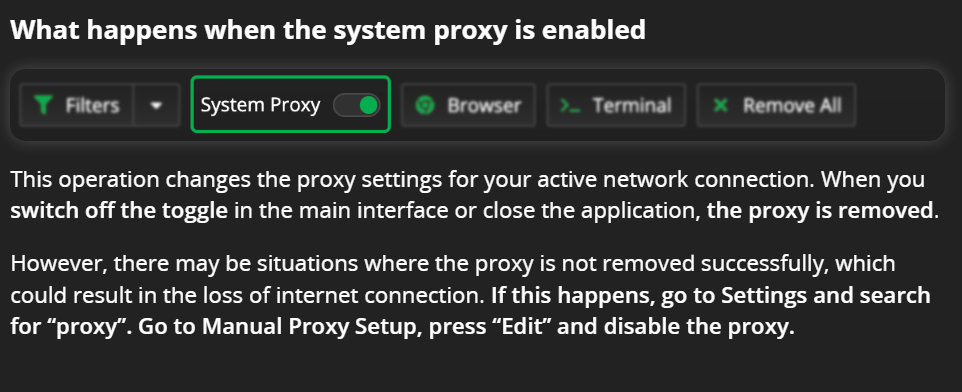 What happens when the system proxy is enabled
Filters System Proxy Browser >_ Terminal Remove All
This operation changes the proxy settings for your active network connection. When you
switch off the toggle in the main interface or close the application, the proxy is removed.
However, there may be situations where the proxy is not removed successfully, which
could result in the loss of internet connection. If this happens, go to Settings and search
for “proxy”. Go to Manual Proxy Setup, press “Edit” and disable the proxy.